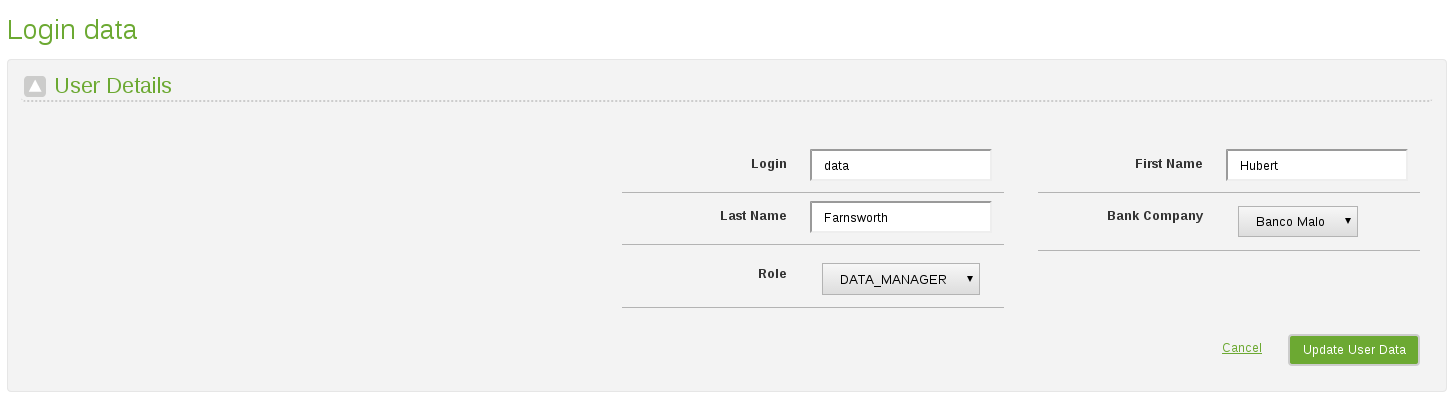 Login data
User Details
Login data First Name Hubert
Last Name Farnsworth Bank Company Banco Malo
Role DATA_MANAGER
Cancel Update User Data